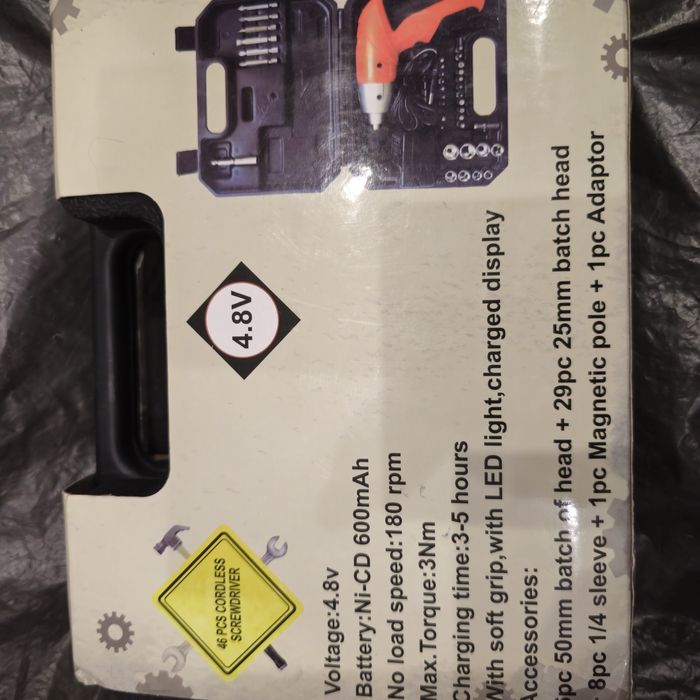 46 PCS CORDLESS
SCREWDRIVER
4.8V
Voltage:4.8v
Battery:Ni-CD 600mAh
No load speed:180 rpm
Max.Torque:3Nm
Charging time:3-5 hours
With soft grip,with LED light,charged display
Accessories:
pc 50mm batch of head + 29pc 25mm batch head
8pc 1/4 sleeve + 1pc Magnetic pole + 1pc Adaptor